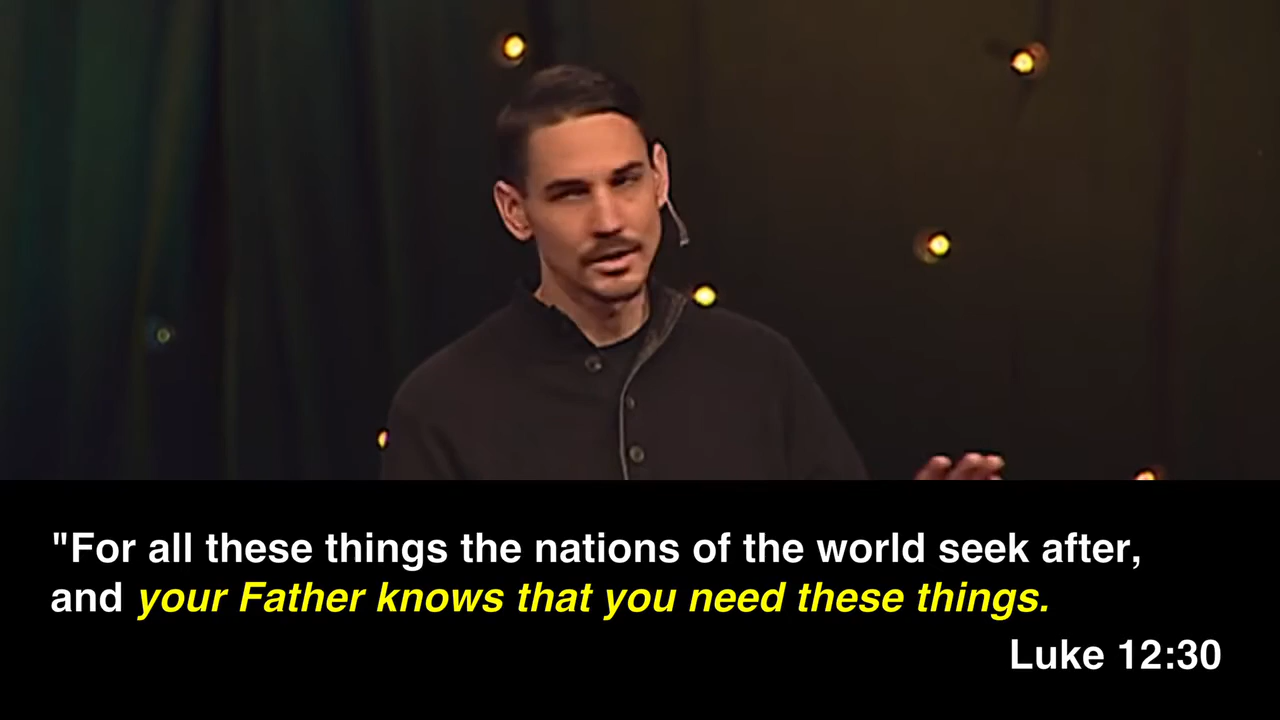 "For all these things the nations of the world seek after,
and your Father knows that you need these things.
Luke 12:30